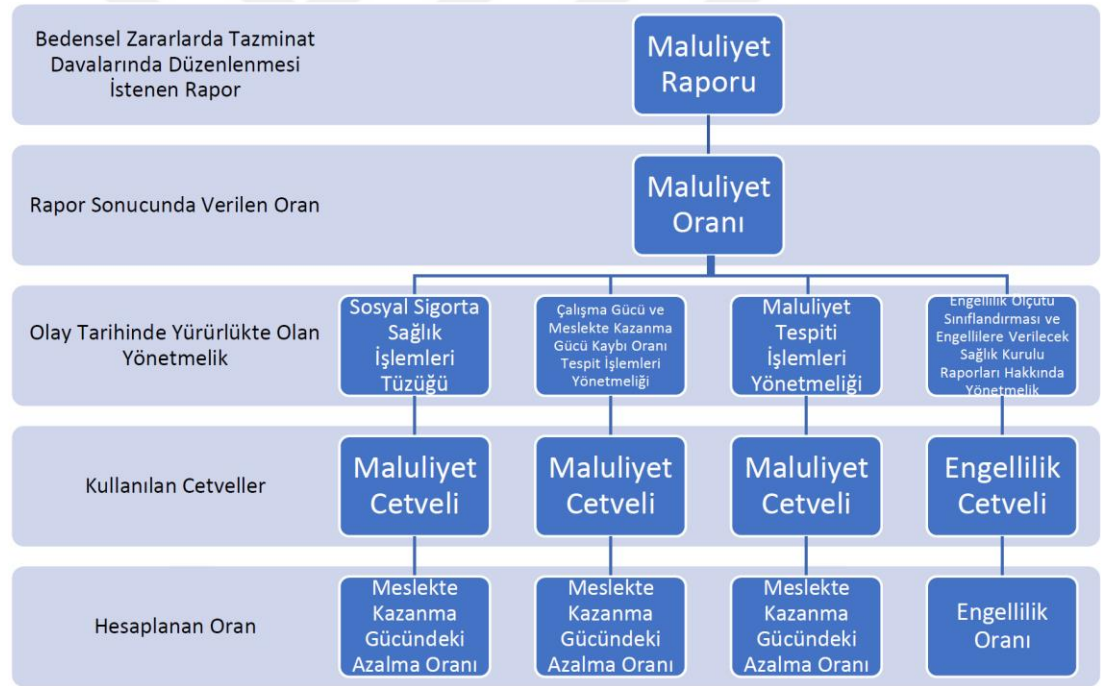 Bedensel Zararlarda Tazminat
Davalarında Düzenlenmesi
İstenen Rapor
Maluliyet
Raporu
Rapor Sonucunda Verilen Oran
Maluliyet
Oranı
Olay Tarihinde Yürürlükte Olan
Yönetmelik
Sosyal Sigorta
Sağlık
İşlemleri
Tüzüğü
Çalışma Gücü ve
Meslekte Kazanma
Gücü Kaybı Oranı
Tespit İşlemleri
Yönetmeliği
Maluliyet
Tespiti
İşlemleri
Yönetmeliği
Engellilik Ölçütü
Sınıflandırması ve
Engellilere Verilecek
Sağlık Kurulu
Raporları Hakkında
Yönetmelik
Kullanılan Cetveller
Maluliyet
Cetveli
Maluliyet
Cetveli
Maluliyet
Cetveli
Engellilik
Cetveli
Hesaplanan Oran
Meslekte
Kazanma
Gücündeki
Azalma Oranı
Meslekte
Kazanma
Gücündeki
Azalma Oranı
Meslekte
Kazanma
Gücündeki
Azalma Oranı
Engellilik
Oranı